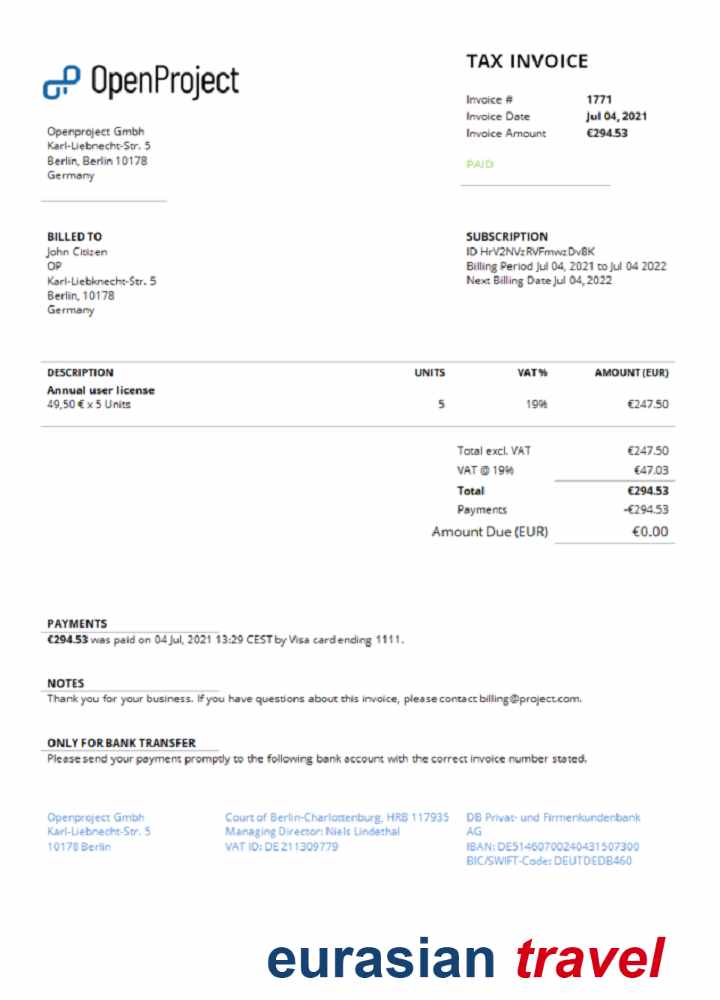 OpenProject
TAX INVOICE
Invoice # 1771
Invoice Date Jul 04, 2021
Invoice Amount €294.53
PAID
Openproject Gmbh
Karl-Liebnecht-Str. 5
Berlin, Berlin 10178
Germany
BILLED TO
John Citizen
OP
Karl-Liebknecht-Str. 5
Berlin, 10178
Germany
SUBSCRIPTION
ID HrV2NVzRVFmwzDv8K
Billing Period Jul 04, 2021 to Jul 04 2022
Next Billing Date Jul 04, 2022
DESCRIPTION UNITS VAT% AMOUNT (EUR)
Annual user license
49,50 € x 5 Units 5 19% €247.50
Total excl. VAT €247.50
VAT @ 19% €47.03
Total €294.53
Payments -€294.53
Amount Due (EUR) €0.00
PAYMENTS
€294.53 was paid on 04 Jul, 2021 13:29 CEST by Visa card ending 1111.
NOTES
Thank you for your business. If you have questions about this invoice, please contact billing@project.com.
ONLY FOR BANK TRANSFER
Please send your payment promptly to the following bank account with the correct invoice number stated.
Openproject Gmbh
Karl-Liebnecht-Str. 5
10178 Berlin
Court of Berlin-Charlottenburg, HRB 117935
Managing Director: Niels Lindethal
VAT ID: DE 211309779
DB Privat- und Firmenkundenbank
AG
IBAN: DE51460700240431507300
BIC/SWIFT-Code: DEUTDEDB460
eurasian travel